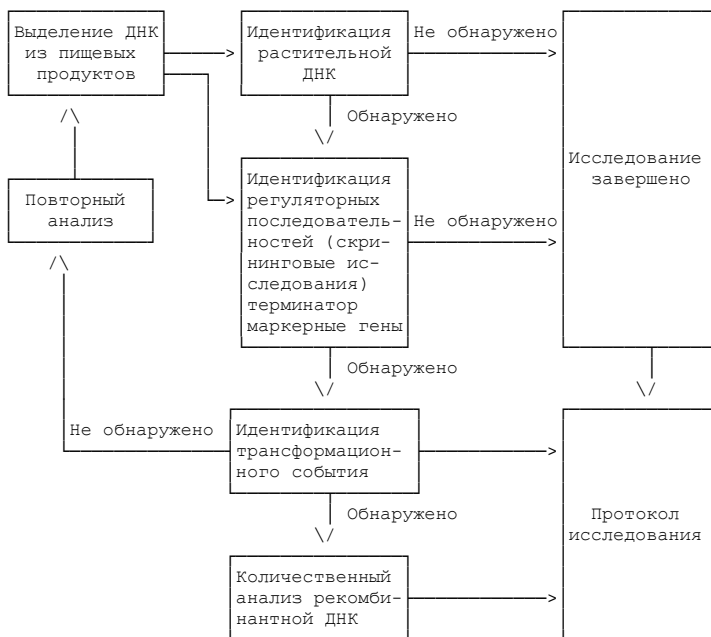 Выделение ДНК
из пищевых
продуктов
Идентификация
растительной
ДНК
Не обнаружено
Обнаружено
Исследование
завершено
Повторный
анализ
Идентификация
регуляторных
последователь-
ностей (скри-
нинговые ис-
следования)
терминатор
маркерные гены
Не обнаружено
Обнаружено
Не обнаружено
Идентификация
трансформацион-
ного события
Обнаружено
Протокол
исследования
Количественный
анализ рекомби-
нантной ДНК